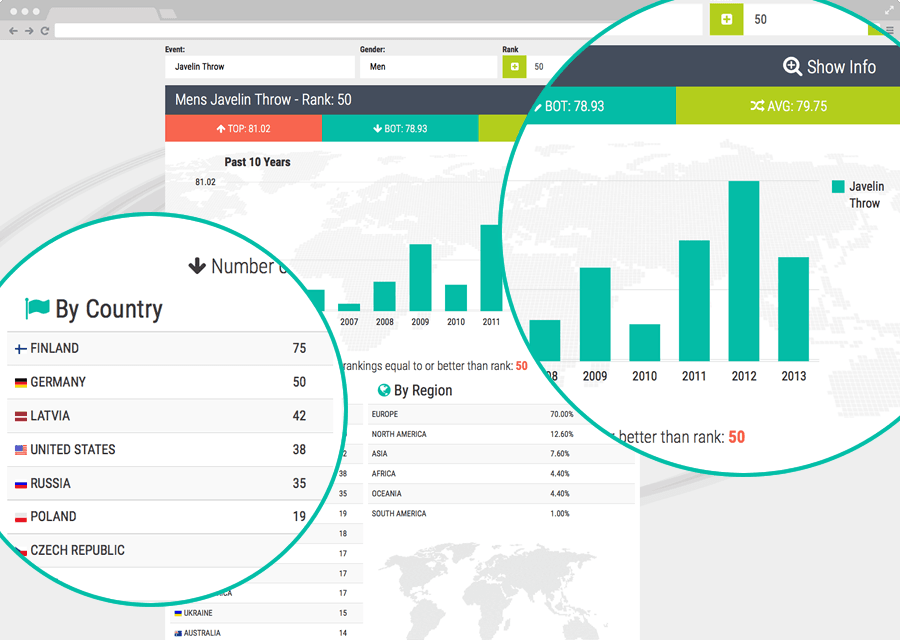 Event:
Gender:
Rank
50
Javelin Throw
Men
50
Show Info
Mens Javelin Throw - Rank: 50
BOT: 78.93
AVG: 79.75
TOP: 81.02
BOT: 78.93
Past 10 Years
81.02
Javelin
Throw
Number
2007
2008
2009
2010
2011
2009
2010
2011
2012
2013
By Country
rankings equal to or better than rank: 50
better than rank: 50
By Region
FINLAND 75
GERMANY 50
LATVIA 42
UNITED STATES 38
RUSSIA 35
POLAND 19
CZECH REPUBLIC
EUROPE 70.00%
NORTH AMERICA 12.60%
ASIA 7.60%
AFRICA 4.40%
OCEANIA 4.40%
SOUTH AMERICA 1.00%
38
35
19
18
17
17
17
UKRAINE 15
AUSTRALIA 14